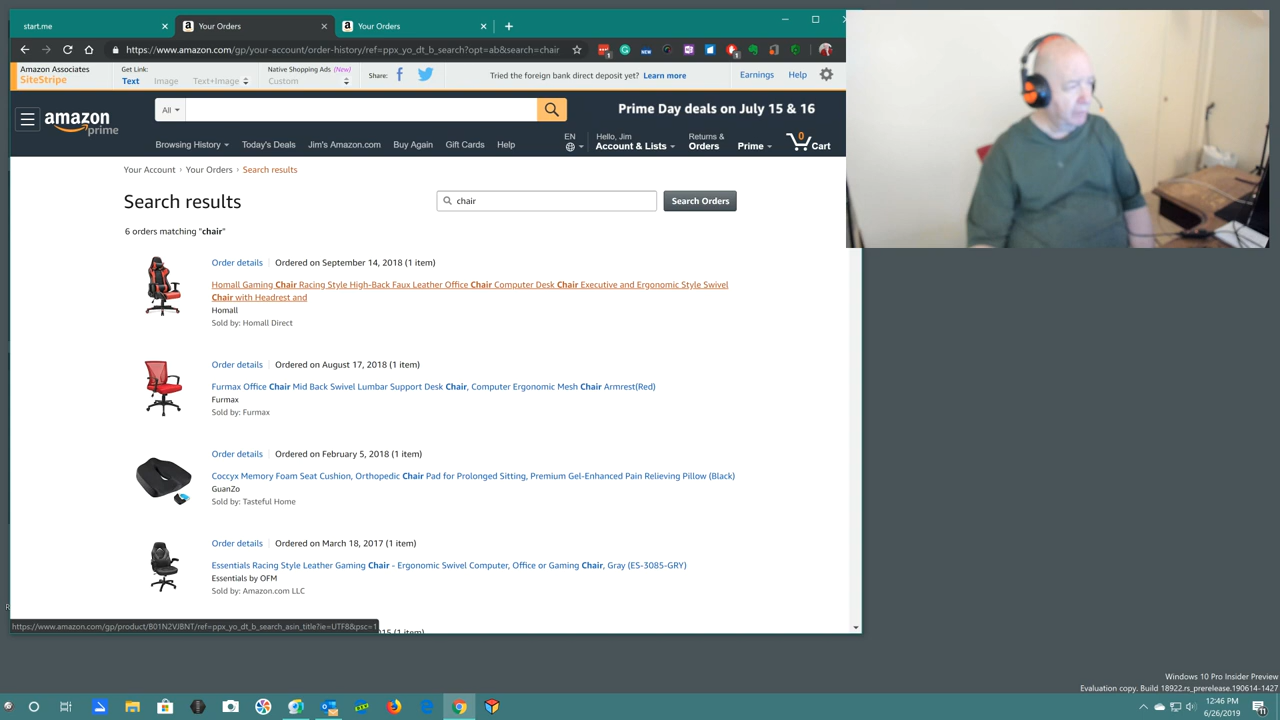 start.me
Your Orders
Your Orders
https://www.amazon.com/gp/your-account/order-history/ref=ppx_yo_dt_b_search?opt=ab&search=chair
Amazon Associates
SiteStripe
Get Link:
Text Image Text+Image
Native Shopping Ads (New)
Custom
Share:
Tried the foreign bank direct deposit yet? Learn more
Earnings Help
amazon
prime
All
Prime Day deals on July 15 & 16
Browsing History Today's Deals Jim's Amazon.com Buy Again Gift Cards Help
EN
Hello, Jim
Account & Lists
Returns &
Orders
Prime
0
Cart
Your Account › Your Orders › Search results
Search results
chair
Search Orders
6 orders matching "chair"
Order details Ordered on September 14, 2018 (1 item)
Homall Gaming Chair Racing Style High-Back Faux Leather Office Chair Computer Desk Chair Executive and Ergonomic Style Swivel
Chair with Headrest and
Homall
Sold by: Homall Direct
Order details Ordered on August 17, 2018 (1 item)
Furmax Office Chair Mid Back Swivel Lumbar Support Desk Chair, Computer Ergonomic Mesh Chair Armrest(Red)
Furmax
Sold by: Furmax
Order details Ordered on February 5, 2018 (1 item)
Coccyx Memory Foam Seat Cushion, Orthopedic Chair Pad for Prolonged Sitting, Premium Gel-Enhanced Pain Relieving Pillow (Black)
GuanZo
Sold by: Tasteful Home
Order details Ordered on March 18, 2017 (1 item)
Essentials Racing Style Leather Gaming Chair - Ergonomic Swivel Computer, Office or Gaming Chair, Gray (ES-3085-GRY)
Essentials by OFM
Sold by: Amazon.com LLC
https://www.amazon.com/gp/product/B01N2VJBNT/ref=ppx_yo_dt_b_search_asin_title?ie=UTF8&psc=1
(1 item)
Windows 10 Pro Insider Preview
Evaluation copy. Build 18922.rs_prerelease.190614-1427
12:46 PM
6/26/2019
11